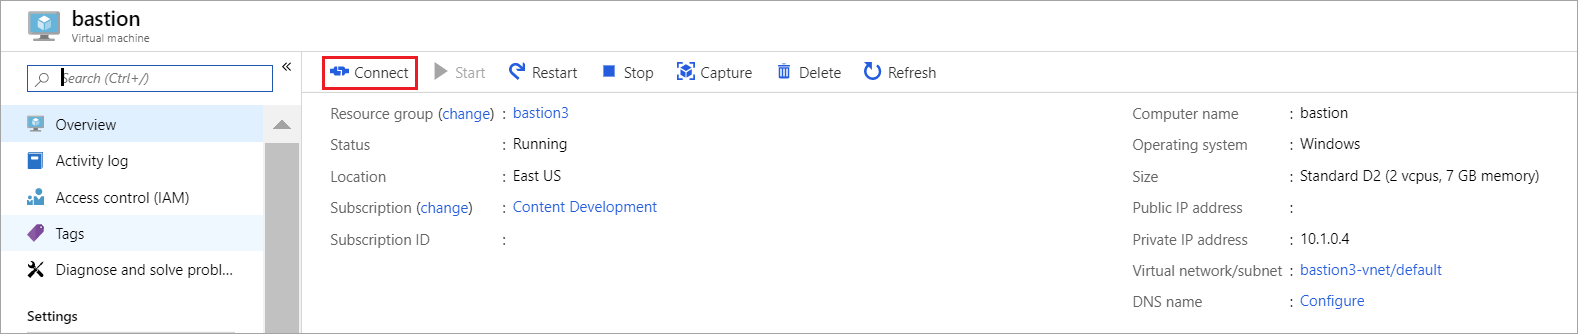 bastion
Virtual machine
Search (Ctrl+/)
«
Overview
Activity log
Access control (IAM)
Tags
Diagnose and solve probl...
Settings
Connect Start Restart Stop Capture Delete Refresh
Resource group (change) : bastion3
Status : Running
Location : East US
Subscription (change) : Content Development
Subscription ID :
Computer name : bastion
Operating system : Windows
Size : Standard D2 (2 vcpus, 7 GB memory)
Public IP address :
Private IP address : 10.1.0.4
Virtual network/subnet : bastion3-vnet/default
DNS name : Configure